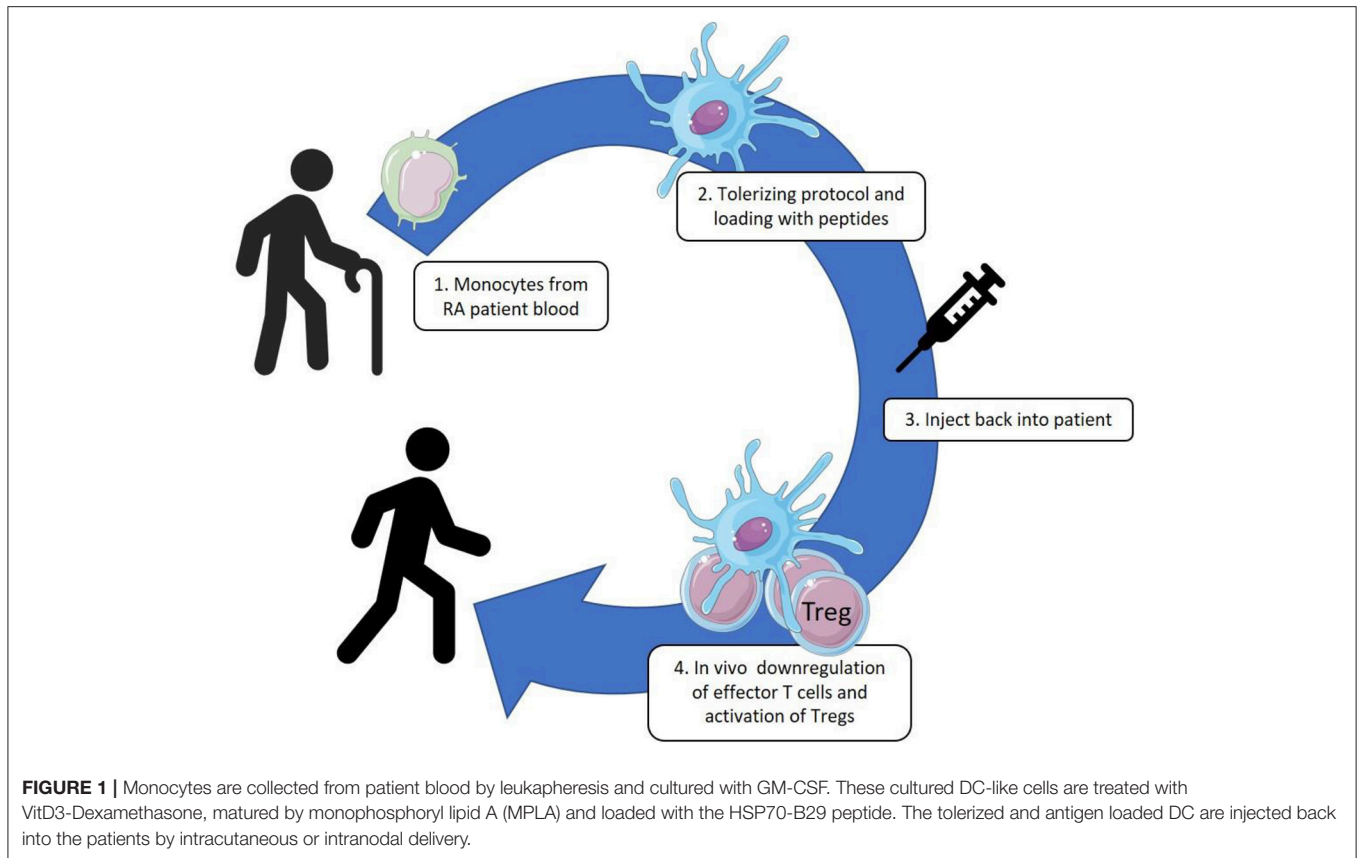 1. Monocytes from
RA patient blood
2. Tolerizing protocol and
loading with peptides
3. Inject back into patient
Treg
4. In vivo downregulation
of effector T cells and
activation of Tregs
FIGURE 1 | Monocytes are collected from patient blood by leukapheresis and cultured with GM-CSF. These cultured DC-like cells are treated with
VitD3-Dexamethasone, matured by monophosphoryl lipid A (MPLA) and loaded with the HSP70-B29 peptide. The tolerized and antigen loaded DC are injected back
into the patients by intracutaneous or intranodal delivery.